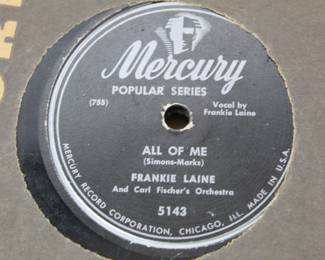 Mercury
POPULAR SERIES
(755)
Vocal by
Frankie Laine
ALL OF ME
(Simons-Marks)
FRANKIE LAINE
And Carl Fischer's Orchestra
5143
MERCURY RECORD CORPORATION, CHICAGO, ILL. MADE IN U.S.A.